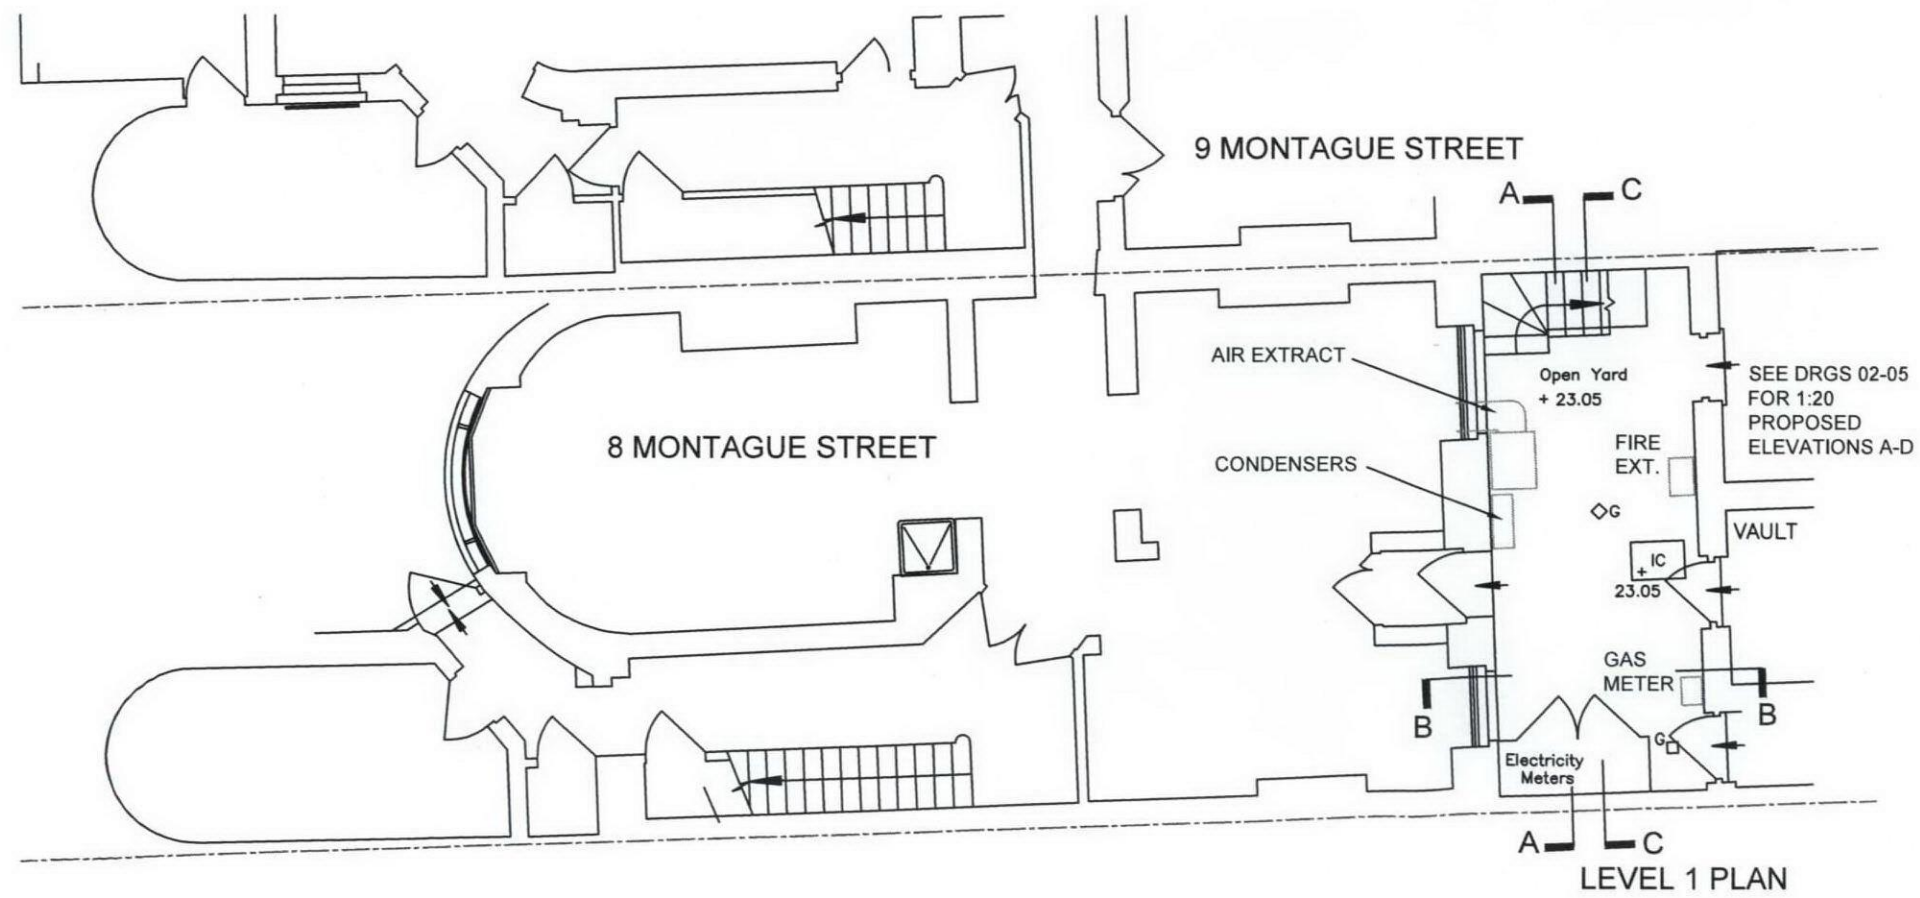 9 MONTAGUE STREET
A
C
AIR EXTRACT
Open Yard
+ 23.05
SEE DRGS 02-05
FOR 1:20
PROPOSED
ELEVATIONS A-D
8 MONTAGUE STREET
FIRE
EXT.
CONDENSERS
G
VAULT
IC
+
23.05
GAS
METER
B
B
G
Electricity
Meters
A
C
LEVEL 1 PLAN